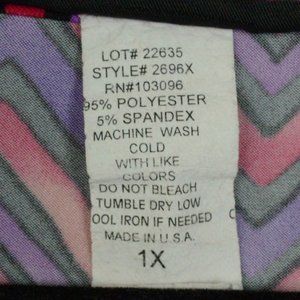 LOT# 22635
STYLE# 2696X
RN#103096
95% POLYESTER
5% SPANDEX
MACHINE WASH
COLD
WITH LIKE
COLORS
DO NOT BLEACH
TUMBLE DRY LOW
OOL IRON IF NEEDED
MADE IN U.S.A.
1X